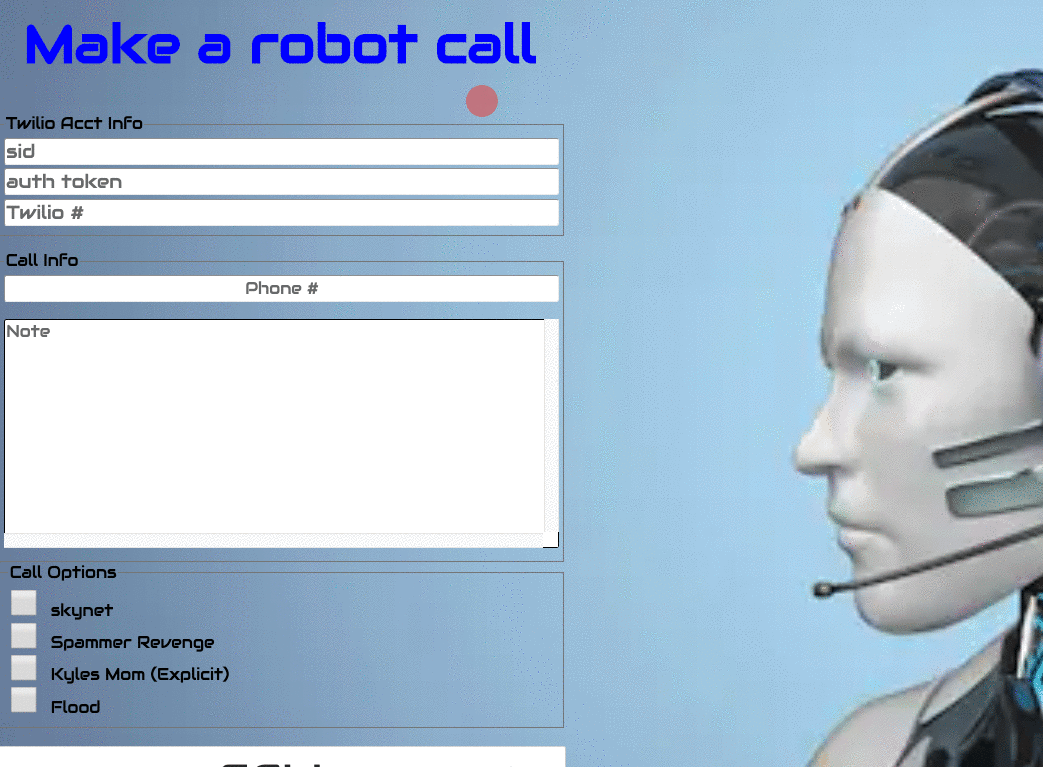 Make a robot call
Twilio Acct Info
sid
auth token
Twilio #
Call Info
Phone #
Note
Call Options
skynet
Spammer Revenge
Kyles Mom (Explicit)
Flood